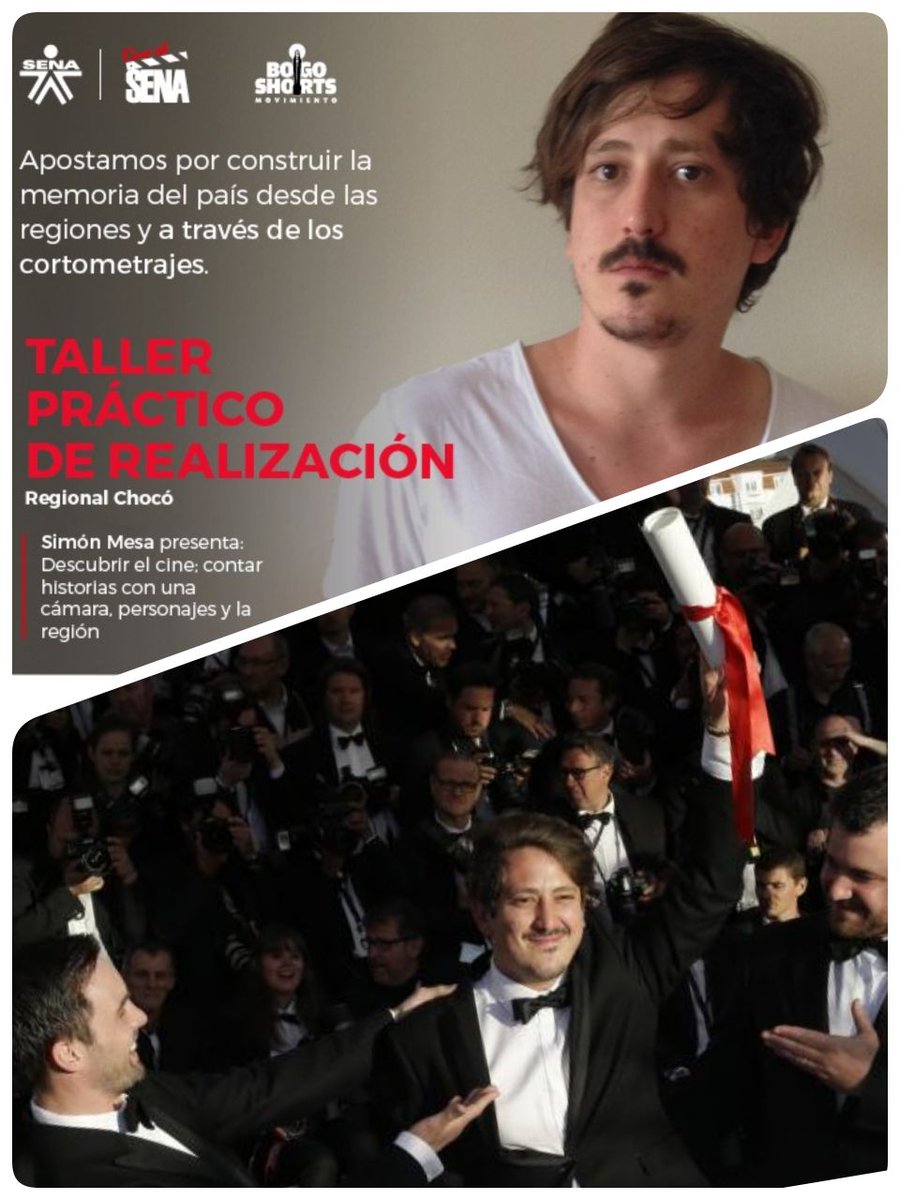 SENA
Cine al
SENA
BOGO
SHORTS
MOVIMIENTO
Apostamos por construir la
memoria del país desde las
regiones y a través de los
cortometrajes.
TALLER
PRÁCTICO
DE REALIZACIÓN
Regional Chocó
Simón Mesa presenta:
Descubrir el cine; contar
historias con una
cámara, personajes y la
región